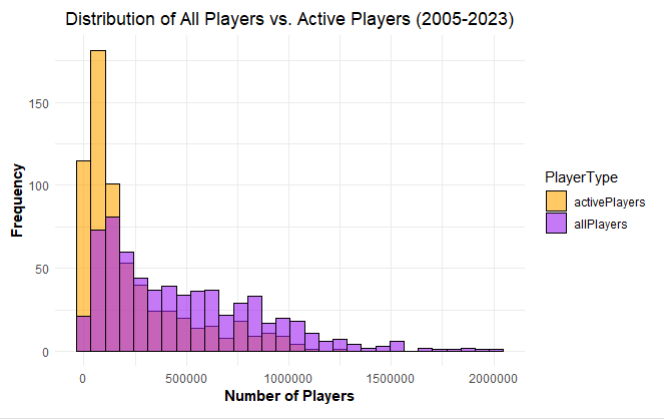 Distribution of All Players vs. Active Players (2005-2023)
150
100
50
0
Frequency
0 500000 1000000 1500000 2000000
Number of Players
PlayerType
activePlayers
allPlayers